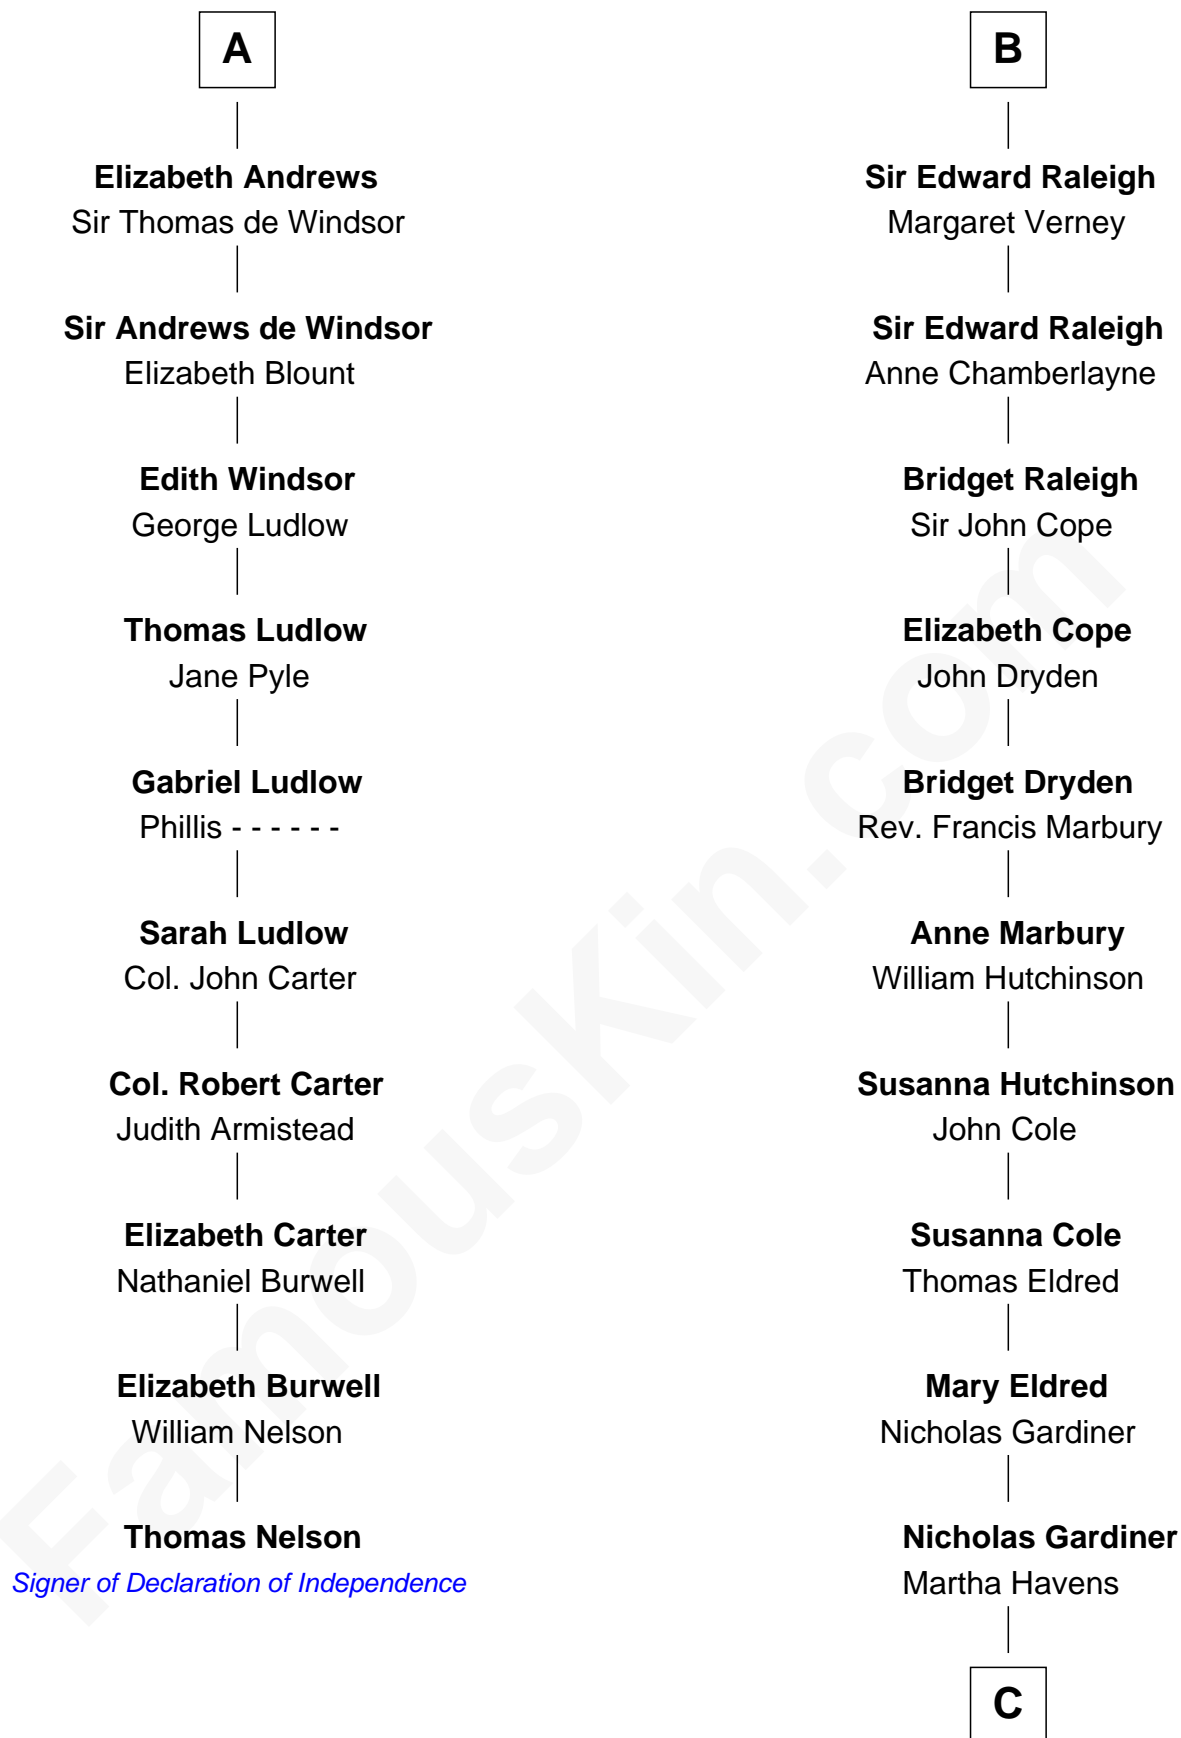 A
Elizabeth Andrews
Sir Thomas de Windsor
Sir Andrews de Windsor
Elizabeth Blount
Edith Windsor
George Ludlow
Thomas Ludlow
Jane Pyle
Gabriel Ludlow
Phillis - - - - - -
Sarah Ludlow
Col. John Carter
Col. Robert Carter
Judith Armistead
Elizabeth Carter
Nathaniel Burwell
Elizabeth Burwell
William Nelson
Thomas Nelson
Signer of Declaration of Independence
B
Sir Edward Raleigh
Margaret Verney
Sir Edward Raleigh
Anne Chamberlayne
Bridget Raleigh
Sir John Cope
Elizabeth Cope
John Dryden
Bridget Dryden
Rev. Francis Marbury
Anne Marbury
William Hutchinson
Susanna Hutchinson
John Cole
Susanna Cole
Thomas Eldred
Mary Eldred
Nicholas Gardiner
Nicholas Gardiner
Martha Havens
C
FamousKin.com